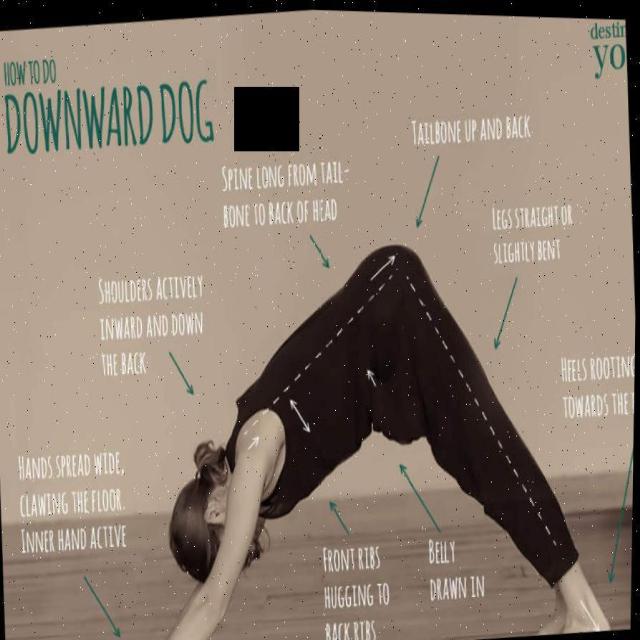 HOW TO DO
DOWNWARD DOG
destin
yo
TAILBONE UP AND BACK
SPINE LONG FROM TAIL-
BONE TO BACK OF HEAD
LEGS STRAIGHT OR
SLIGHTLY BENT
SHOULDERS ACTIVELY
INWARD AND DOWN
THE BACK
HEELS ROOTING
TOWARDS THE
HANDS SPREAD WIDE,
CLAWING THE FLOOR.
INNER HAND ACTIVE
FRONT RIBS
HUGGING TO
BACK RIBS
BELLY
DRAWN IN